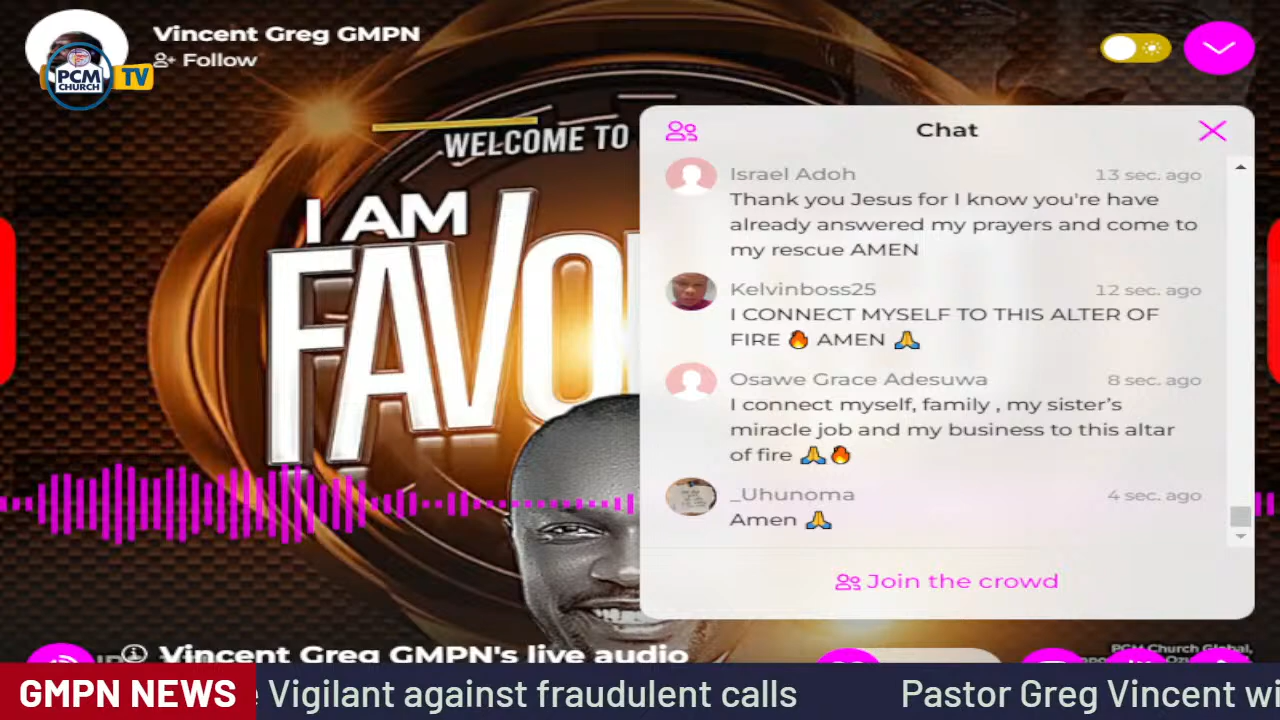 Vincent Greg GMPN
Follow
PCM
CHURCH
TV
WELCOME TO
I AM
FAVO
Chat
Israel Adoh 13 sec. ago
Thank you Jesus for I know you're have
already answered my prayers and come to
my rescue AMEN
Kelvinboss25 12 sec. ago
I CONNECT MYSELF TO THIS ALTER OF
FIRE 🔥 AMEN 🙏
Osawe Grace Adesuwa 8 sec. ago
I connect myself, family , my sister’s
miracle job and my business to this altar
of fire 🙏🔥
_Uhunoma 4 sec. ago
Amen 🙏
Join the crowd
Vincent Greg GMPN's live audio
PCM Church Global,
GMPN NEWS
Vigilant against fraudulent calls
Pastor Greg Vincent wi